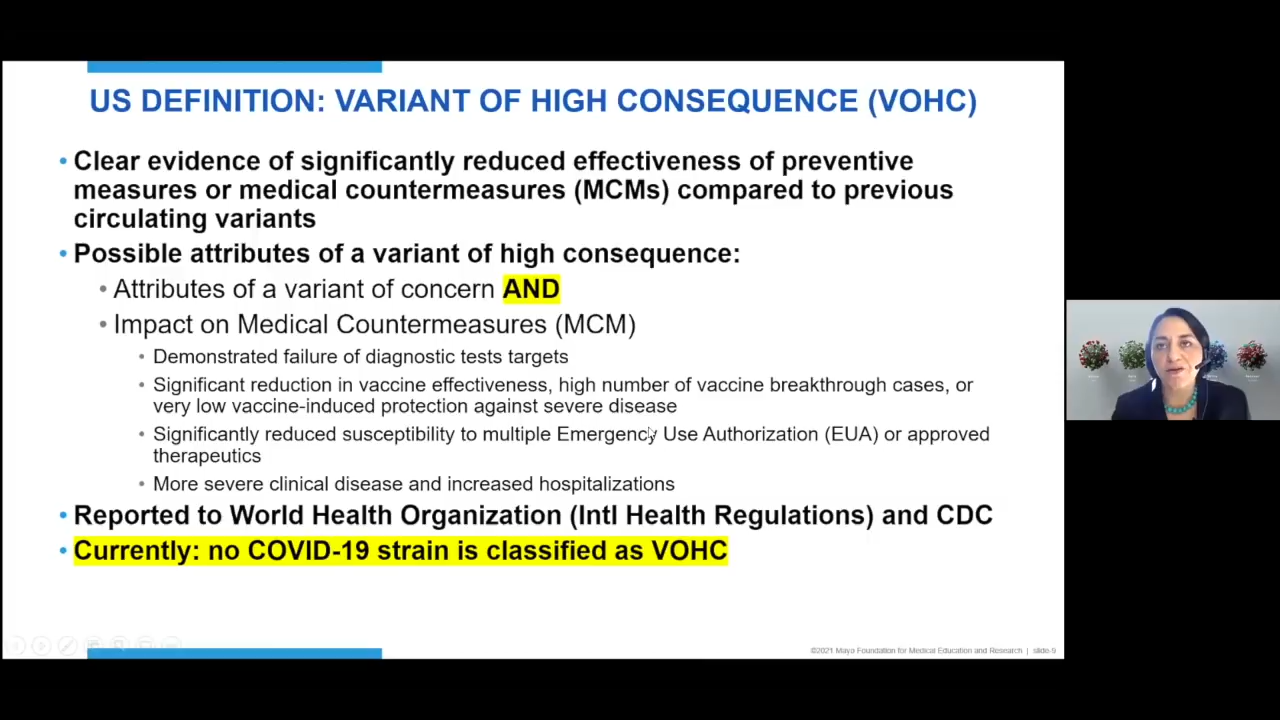 US DEFINITION: VARIANT OF HIGH CONSEQUENCE (VOHC)
• Clear evidence of significantly reduced effectiveness of preventive
measures or medical countermeasures (MCMs) compared to previous
circulating variants
• Possible attributes of a variant of high consequence:
• Attributes of a variant of concern AND
• Impact on Medical Countermeasures (MCM)
• Demonstrated failure of diagnostic tests targets
• Significant reduction in vaccine effectiveness, high number of vaccine breakthrough cases, or
very low vaccine-induced protection against severe disease
• Significantly reduced susceptibility to multiple Emergency Use Authorization (EUA) or approved
therapeutics
• More severe clinical disease and increased hospitalizations
• Reported to World Health Organization (Intl Health Regulations) and CDC
• Currently: no COVID-19 strain is classified as VOHC
©2021 Mayo Foundation for Medical Education and Research | slide-9